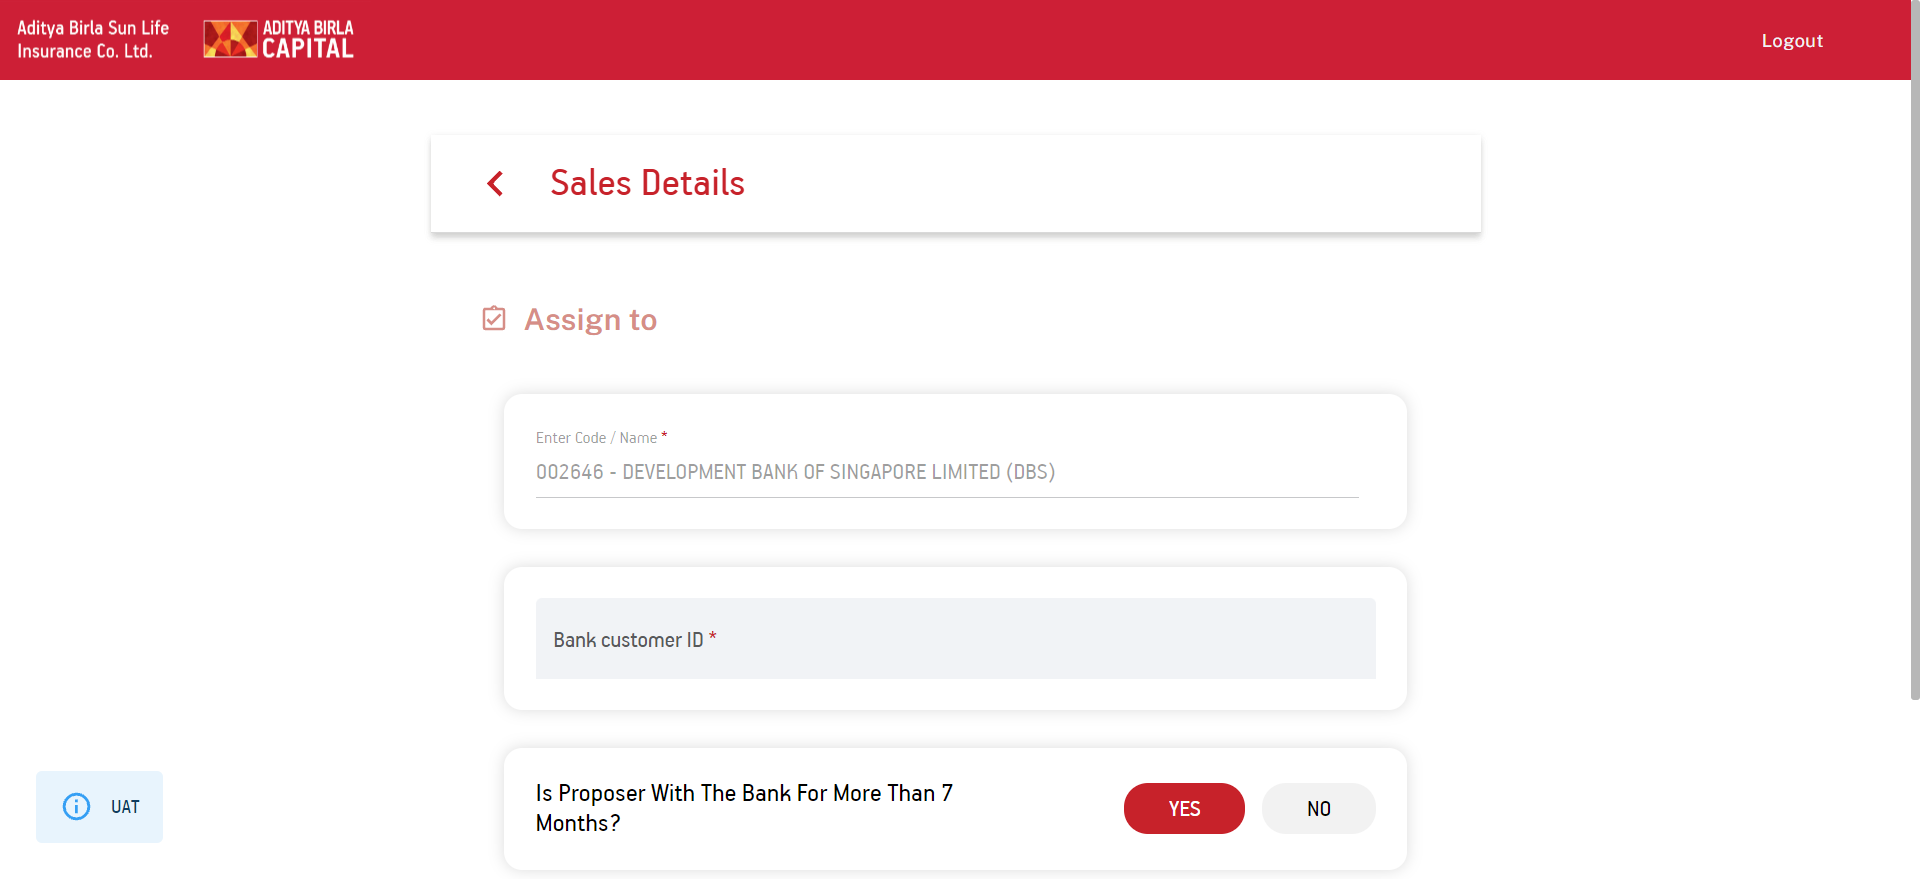 Aditya Birla Sun Life
Insurance Co. Ltd.
ADITYA BIRLA
CAPITAL
Logout
Sales Details
Assign to
Enter Code / Name *
002646 - DEVELOPMENT BANK OF SINGAPORE LIMITED (DBS)
Bank customer ID *
Is Proposer With The Bank For More Than 7
Months?
YES
NO
UAT